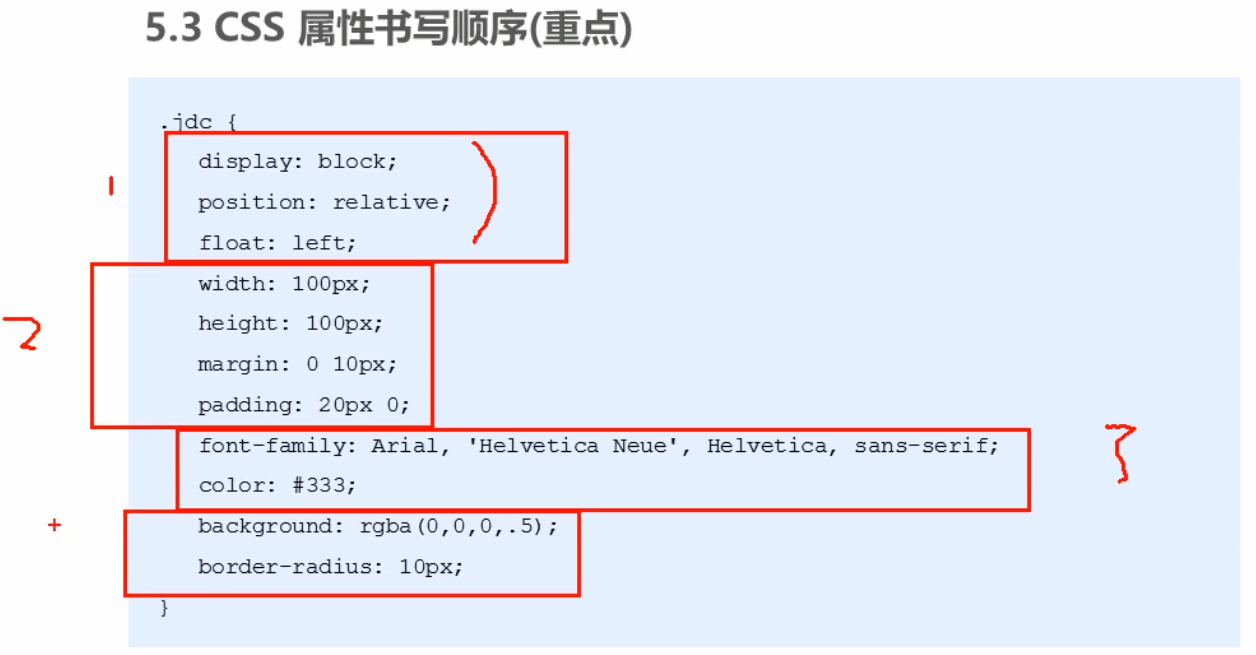 5.3 CSS 属性书写顺序(重点)
.jdc {
display: block;
1
position: relative;
float: left;
width: 100px;
2
height: 100px;
margin: 0 10px;
padding: 20px 0;
font-family: Arial, 'Helvetica Neue', Helvetica, sans-serif;
3
color: #333;
+
background: rgba(0,0,0,.5);
border-radius: 10px;
}